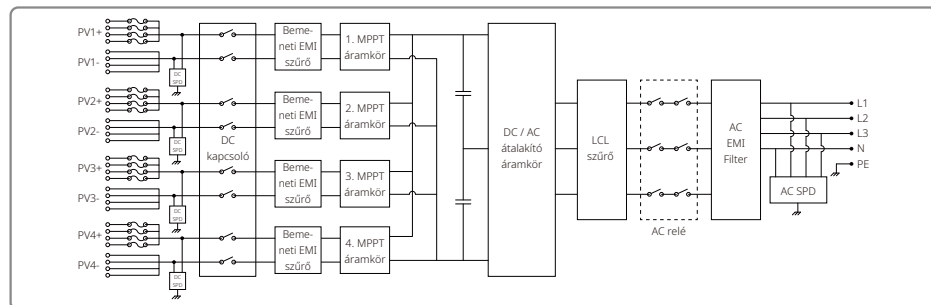 PV1+
PV1-
DC
SPD
PV2+
PV2-
DC
SPD
PV3+
PV3-
DC
SPD
PV4+
PV4-
DC
SPD
DC
kapcsoló
Beme-
neti EMI
szűrő
1. MPPT
áramkör
Beme-
neti EMI
szűrő
2. MPPT
áramkör
Beme-
neti EMI
szűrő
3. MPPT
áramkör
Beme-
neti EMI
szűrő
4. MPPT
áramkör
DC / AC
átalakító
áramkör
LCL
szűrő
AC relé
AC
EMI
Filter
L1
L2
L3
N
PE
AC SPD